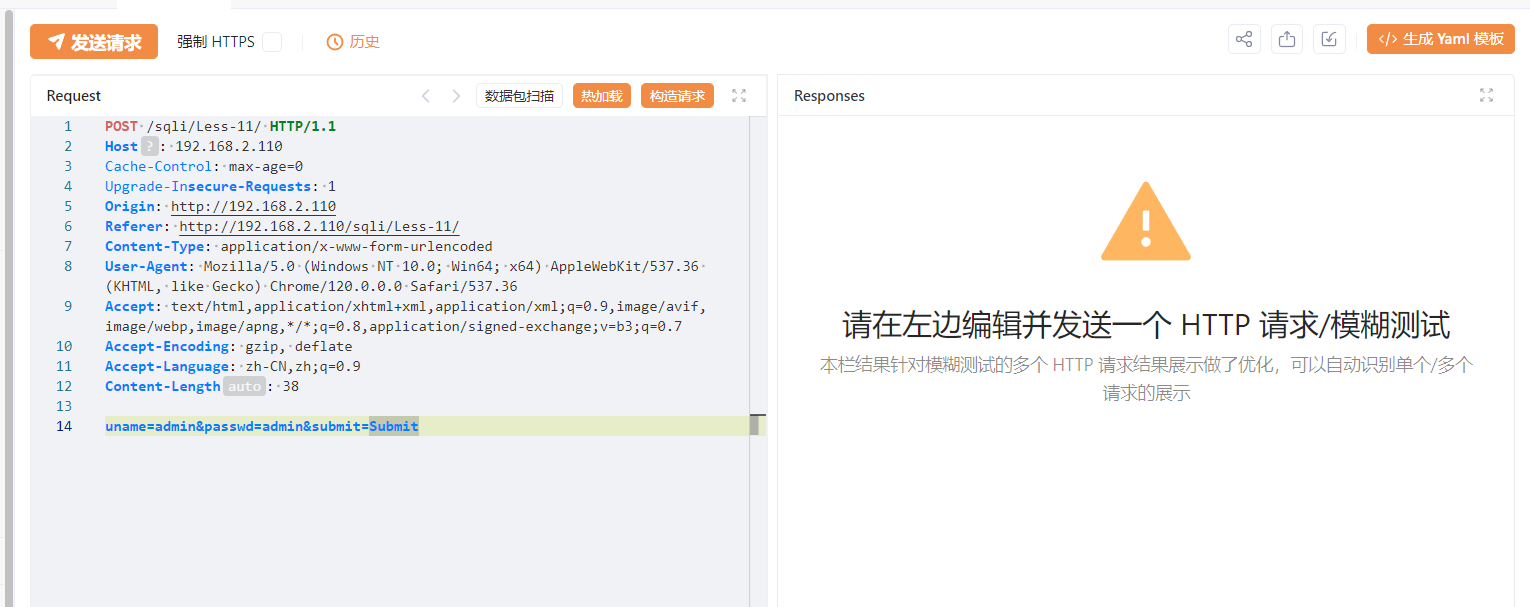 发送请求 强制 HTTPS 历史 </> 生成 Yaml 模板
Request 数据包扫描 热加载 构造请求
1 POST /sqli/Less-11/ HTTP/1.1
2 Host ? : 192.168.2.110
3 Cache-Control: max-age=0
4 Upgrade-Insecure-Requests: 1
5 Origin: http://192.168.2.110
6 Referer: http://192.168.2.110/sqli/Less-11/
7 Content-Type: application/x-www-form-urlencoded
8 User-Agent: Mozilla/5.0 (Windows NT 10.0; Win64; x64) AppleWebKit/537.36
(KHTML, like Gecko) Chrome/120.0.0.0 Safari/537.36
9 Accept: text/html,application/xhtml+xml,application/xml;q=0.9,image/avif,
image/webp,image/apng,*/*;q=0.8,application/signed-exchange;v=b3;q=0.7
10 Accept-Encoding: gzip, deflate
11 Accept-Language: zh-CN,zh;q=0.9
12 Content-Length auto : 38
13
14 uname=admin&passwd=admin&submit=Submit
Responses
请在左边编辑并发送一个 HTTP 请求/模糊测试
本栏结果针对模糊测试的多个 HTTP 请求结果展示做了优化，可以自动识别单个/多个
请求的展示